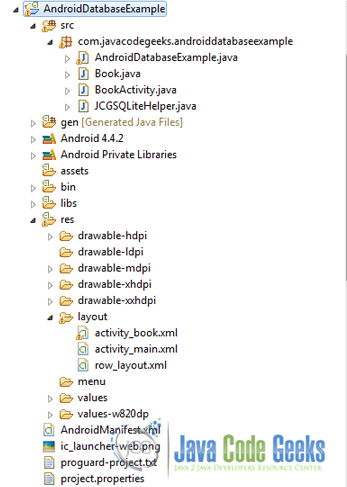 AndroidDatabaseExample
src
com.javacodegeeks.androiddatabaseexample
AndroidDatabaseExample.java
Book.java
BookActivity.java
JCGSQLiteHelper.java
gen [Generated Java Files]
Android 4.4.2
Android Private Libraries
assets
bin
libs
res
drawable-hdpi
drawable-ldpi
drawable-mdpi
drawable-xhdpi
drawable-xxhdpi
layout
activity_book.xml
activity_main.xml
row_layout.xml
menu
values
values-w820dp
AndroidManifest.xml
ic_launcher-web.png
proguard-project.txt
project.properties
Java Code Geeks
JAVA 2 JAVA DEVELOPERS RESOURCE CENTER